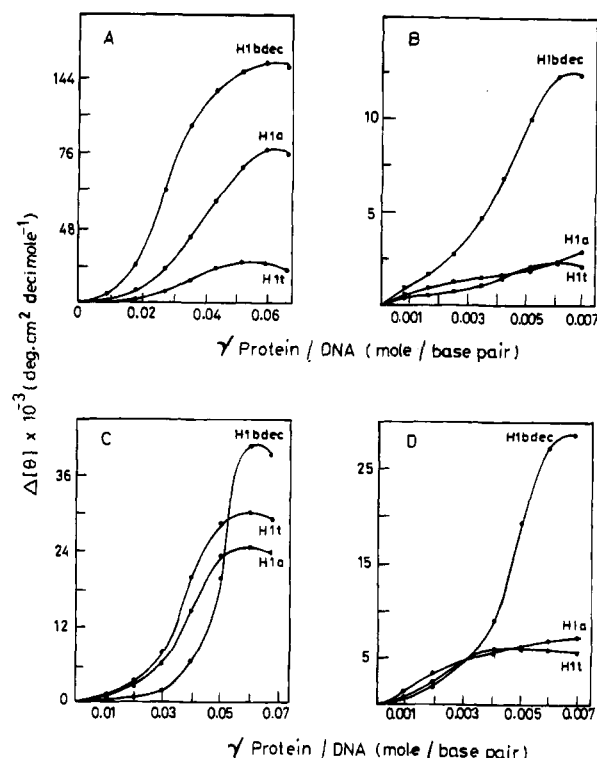 A
H1bdec
H1a
H1t
144
76
48
0
0.02
0.04
0.06
B
H1bdec
H1a
H1t
12.5
10
5
0.001
0.003
0.005
0.007
γ Protein / DNA (mole / base pair)
Δ[θ] x 10⁻³ (deg.cm² decimole⁻¹)
C
H1bdec
H1t
H1a
36
24
12
0
0.01
0.03
0.05
0.07
D
H1bdec
H1a
H1t
25
15
5
0.001
0.003
0.005
0.007
γ Protein / DNA (mole / base pair)